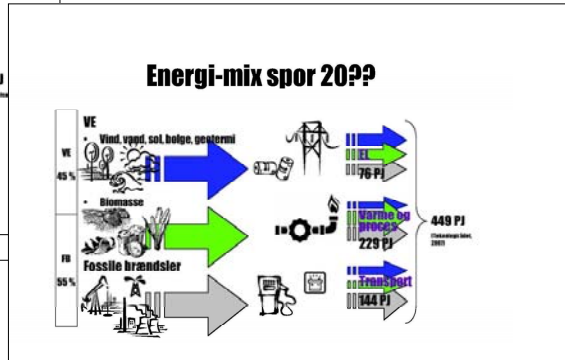 Energi-mix spor 20??
VE
• Vind, vand, sol, bølge, geotermi
VE
45 %
EL
76 PJ
• Biomasse
Varme og proces
229 PJ
449 PJ
FB
55 %
Fossile brændsler
Transport
144 PJ